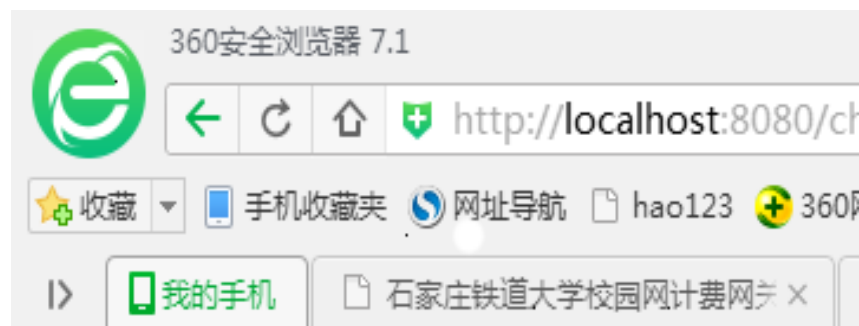 360安全浏览器 7.1
http://localhost:8080/ch
收藏 手机收藏夹 网址导航 hao123 360
我的手机 石家庄铁道大学校园网计费网关